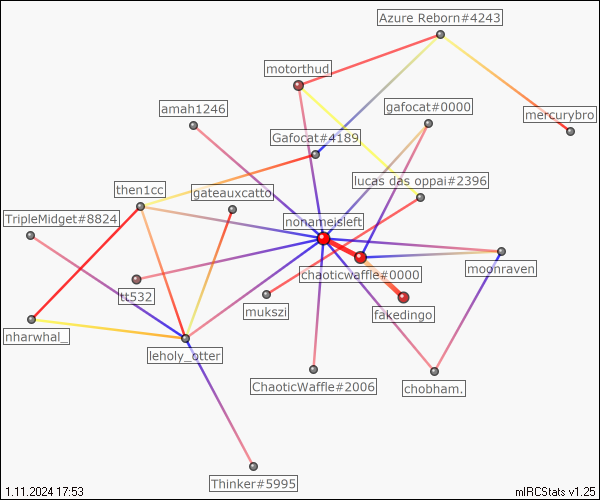 Azure Reborn#4243
motorthud
amah1246
gafocat#0000
mercurybro
Gafocat#4189
then1cc
gateauxcatto
lucas das oppai#2396
TripleMidget#8824
nonameisleft
chaoticwaffle#0000
moonraven
tt532
mukszi
fakedingo
nharwhal_
leholy_otter
ChaoticWaffle#2006
chobham.
Thinker#5995
1.11.2024 17:53
mIRCStats v1.25